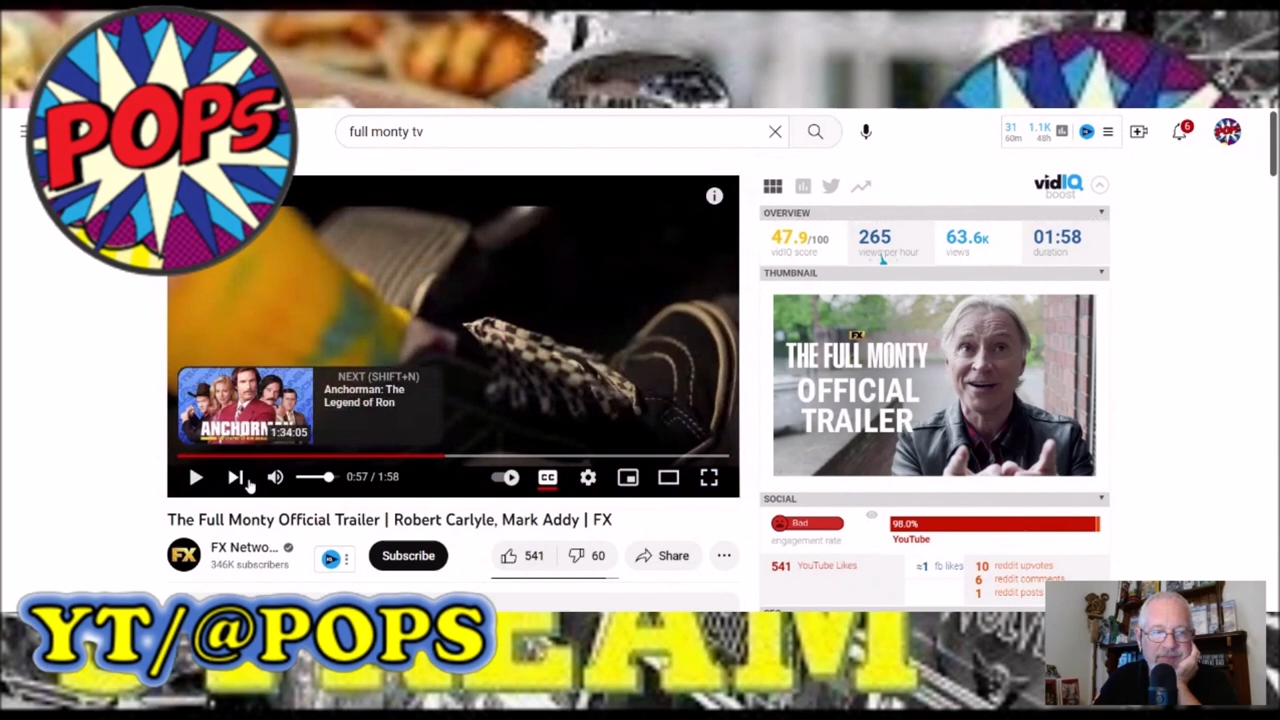 POPS
full monty tv
31 1.1K
60m 48h
6
NEXT (SHIFT+N)
Anchorman: The
Legend of Ron
ANCHORM
1:34:05
0:57 / 1:58
CC
The Full Monty Official Trailer | Robert Carlyle, Mark Addy | FX
FX
FX Netwo...
346K subscribers
Subscribe
541
60
Share
vidIQ
boost
OVERVIEW
47.9/100
vidIQ score
265
views per hour
63.6K
views
01:58
duration
THUMBNAIL
FX
THE FULL MONTY
OFFICIAL
TRAILER
SOCIAL
Bad
engagement rate
98.0%
YouTube
541 YouTube Likes
≈1 fb likes
10 reddit upvotes
6 reddit comments
1 reddit posts
YT/@POPS